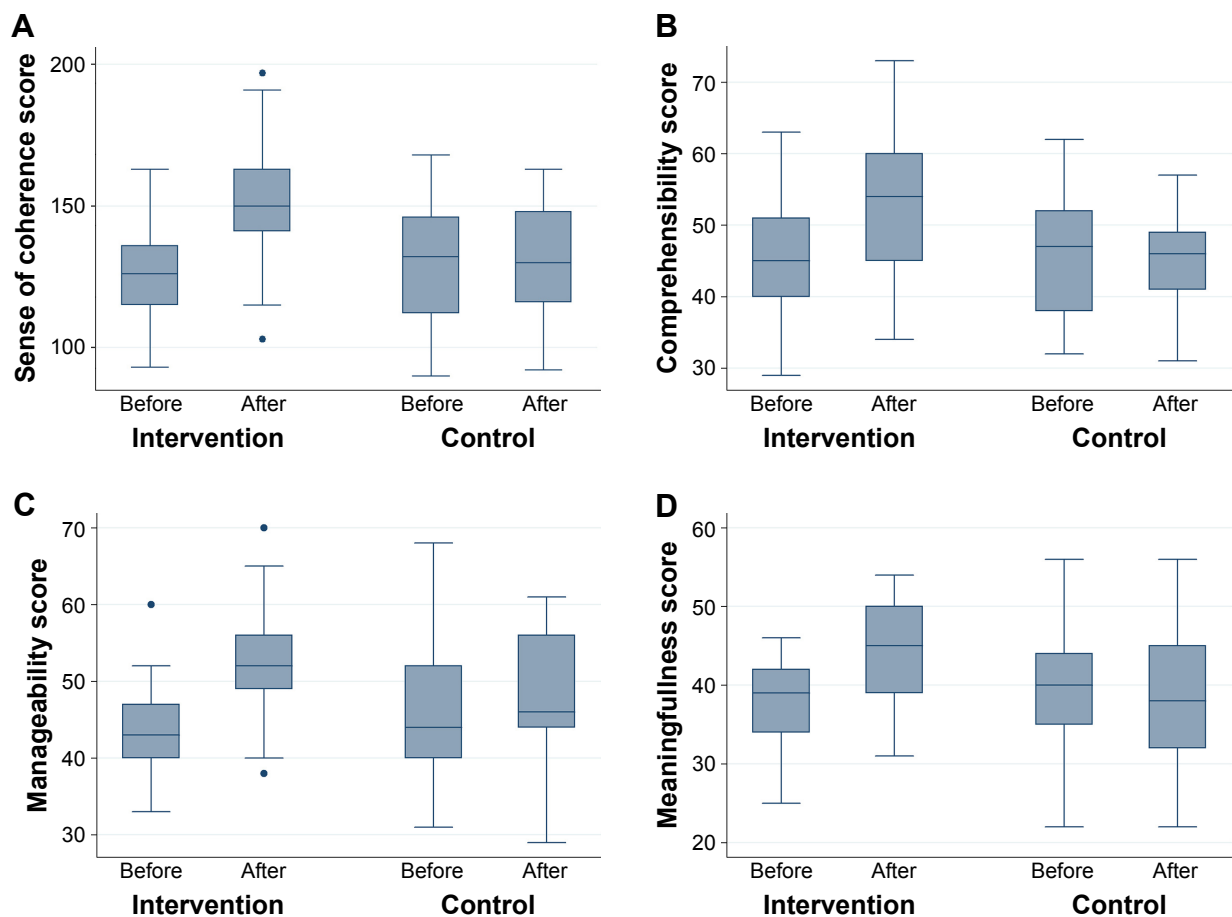 A
Sense of coherence score
200
150
100
Before After Before After
Intervention Control
B
Comprehensibility score
70
60
50
40
30
Before After Before After
Intervention Control
C
Manageability score
70
60
50
40
30
Before After Before After
Intervention Control
D
Meaningfullness score
60
50
40
30
20
Before After Before After
Intervention Control